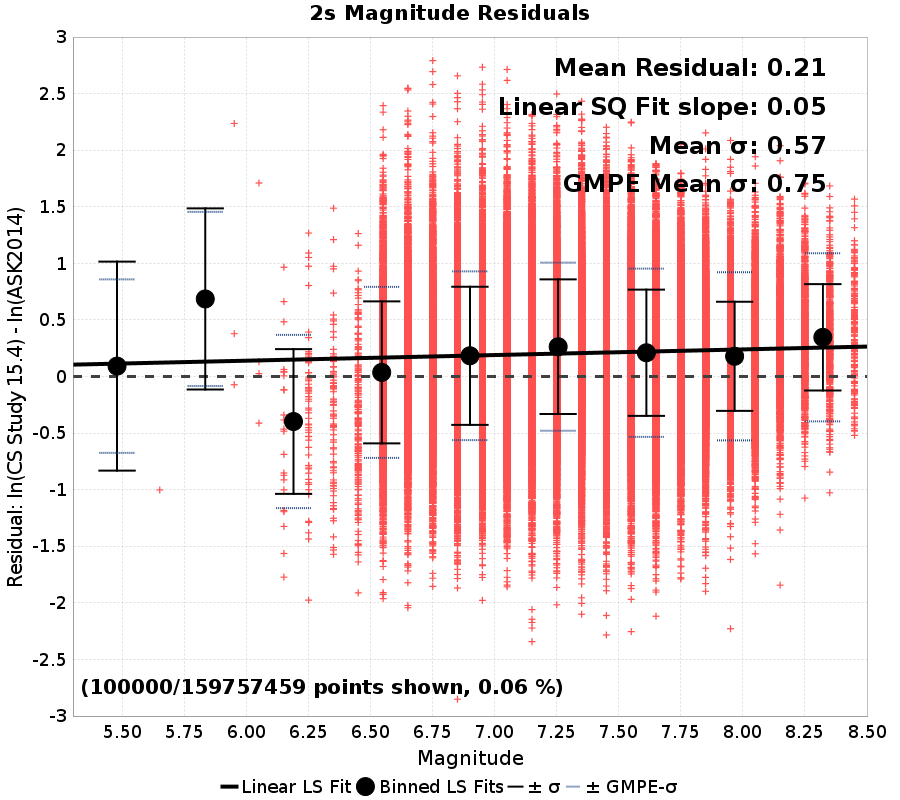 2s Magnitude Residuals
Mean Residual: 0.21
Linear SQ Fit slope: 0.05
Mean σ: 0.57
GMPE Mean σ: 0.75
3
2.5
2
1.5
1
0.5
0
-0.5
-1
-1.5
-2
-2.5
-3
Residual: ln(CS Study 15.4) - ln(ASK2014)
(100000/159757459 points shown, 0.06 %)
5.50 5.75 6.00 6.25 6.50 6.75 7.00 7.25 7.50 7.75 8.00 8.25 8.50
Magnitude
Linear LS Fit Binned LS Fits ± σ ± GMPE-σ